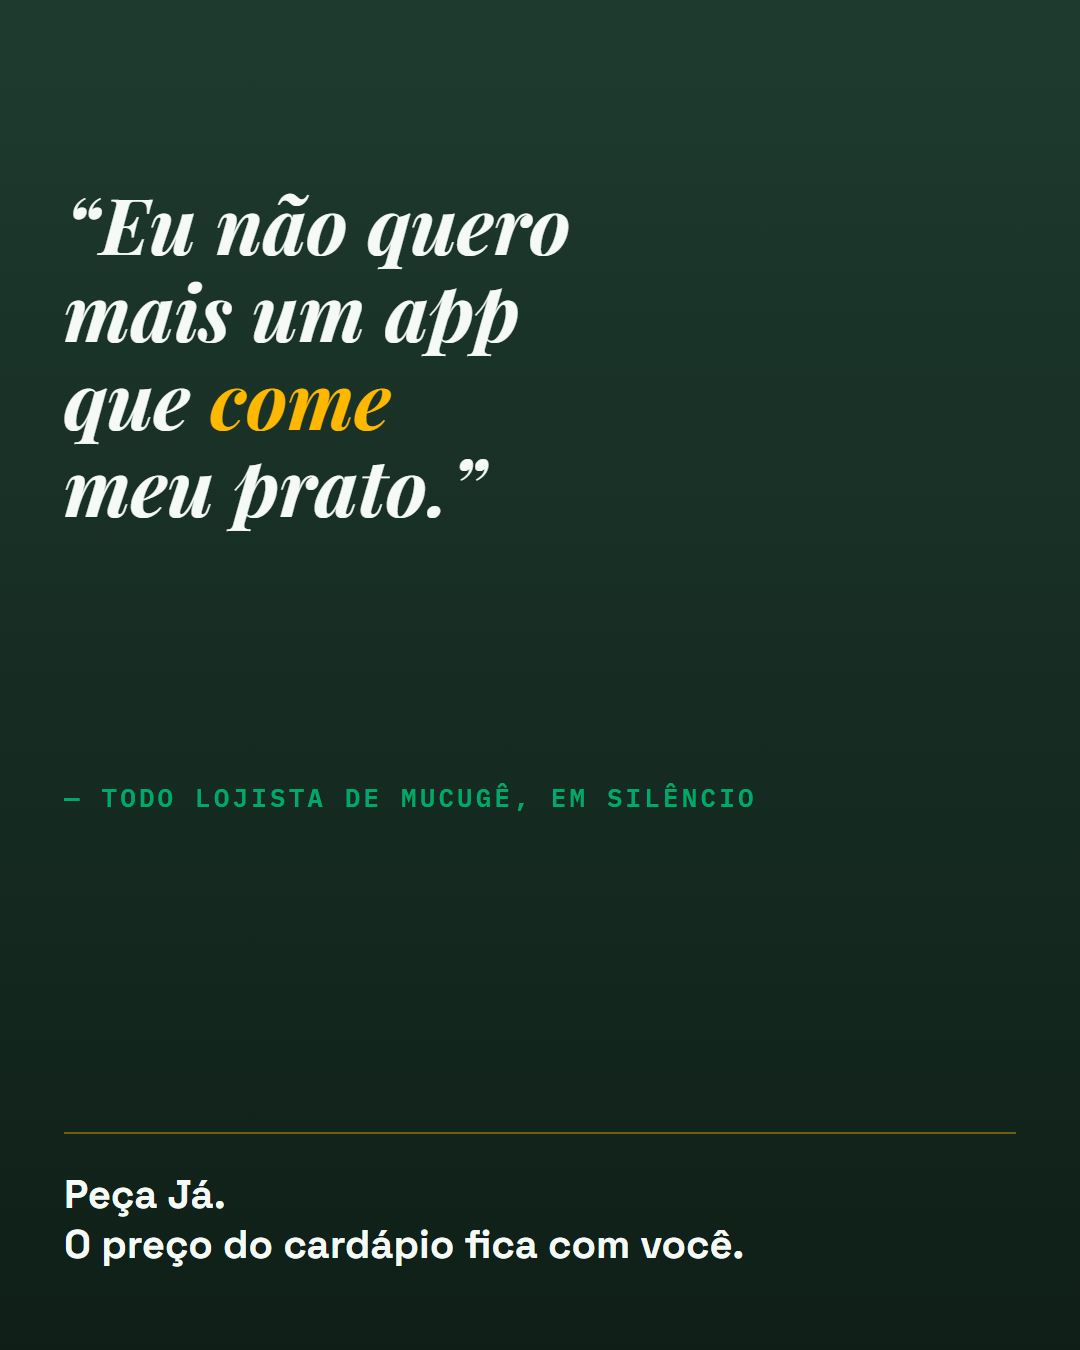 “Eu não quero
mais um app
que come
meu prato.”
— TODO LOJISTA DE MUCUGÊ, EM SILÊNCIO
Peça Já.
O preço do cardápio fica com você.